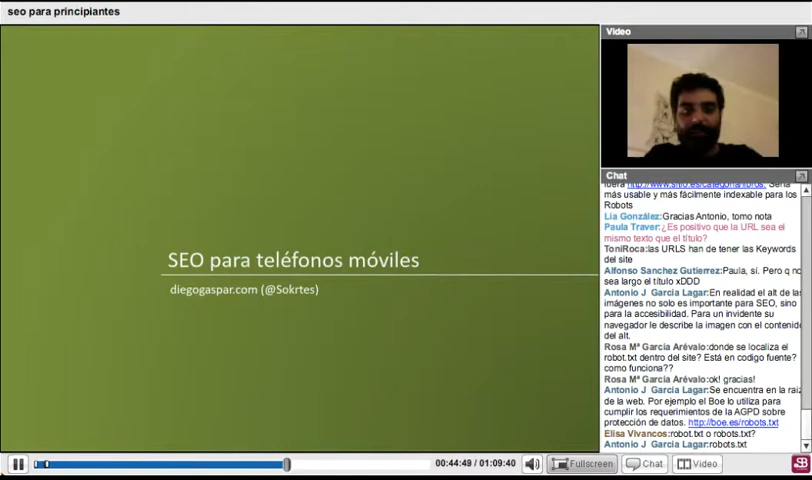 seo para principiantes
SEO para teléfonos móviles
diegogaspar.com (@Sokrtes)
Video
Chat
más usable y más fácilmente indexable para los
Robots
Lia González:Gracias Antonio, tomo nota
Paula Traver:¿Es positivo que la URL sea el
mismo texto que el título?
ToniRoca:las URLS han de tener las Keywords
del site
Alfonso Sanchez Gutierrez:Paula, sí. Pero q no
sea largo el título xDDD
Antonio J Garcia Lagar:En realidad el alt de las
imágenes no solo es importante para SEO, sino
para la accesibilidad. Para un invidente su
navegador le describe la imagen con el contenido
del alt.
Rosa Mª García Arévalo:donde se localiza el
robot.txt dentro del site? Está en codigo fuente?
como funciona??
Rosa Mª García Arévalo:ok! gracias!
Antonio J Garcia Lagar:Se encuentra en la raíz
de la web. Por ejemplo el Boe lo utiliza para
cumplir los requerimientos de la AGPD sobre
protección de datos. http://boe.es/robots.txt
Elisa Vivancos:robot.txt o robots.txt?
Antonio J Garcia Lagar:robots.txt
00:44:49 / 01:09:40
Fullscreen
Chat
Video